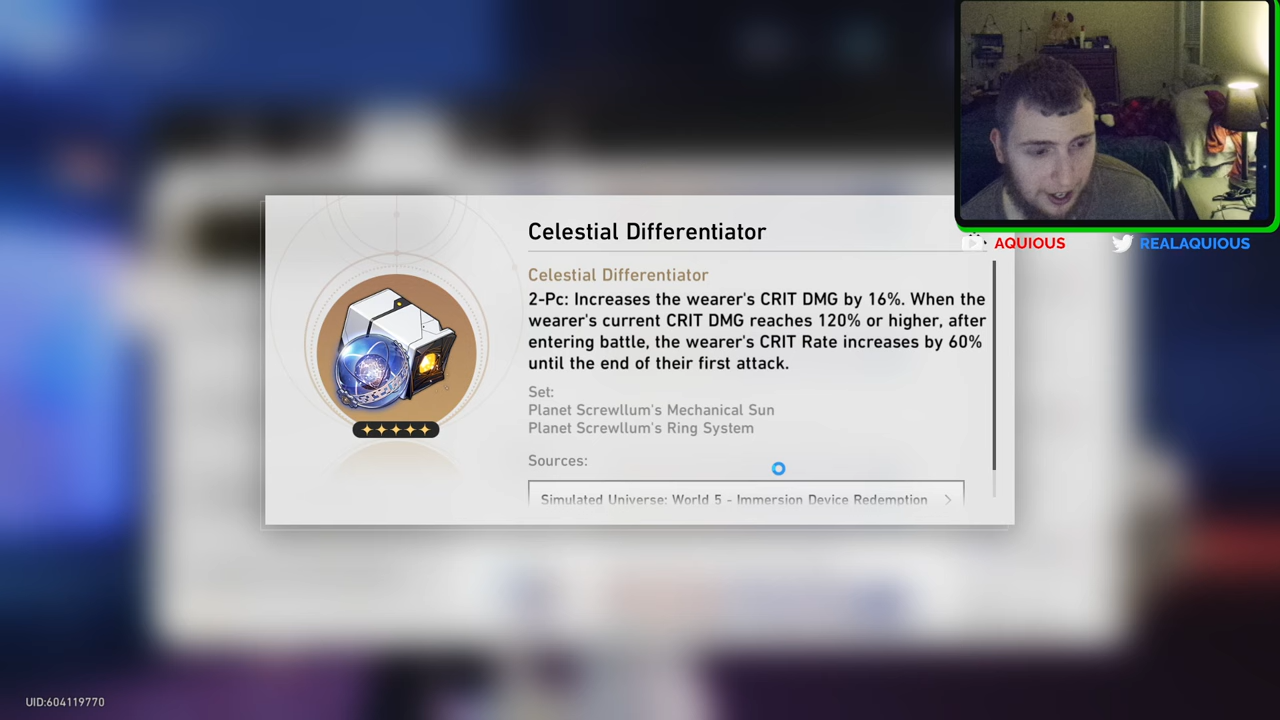 Celestial Differentiator
AQUIOUS
REALAQUIOUS
Celestial Differentiator
2-Pc: Increases the wearer's CRIT DMG by 16%. When the
wearer's current CRIT DMG reaches 120% or higher, after
entering battle, the wearer's CRIT Rate increases by 60%
until the end of their first attack.
Set:
Planet Screwllum's Mechanical Sun
Planet Screwllum's Ring System
Sources:
Simulated Universe: World 5 - Immersion Device Redemption
UID:604119770